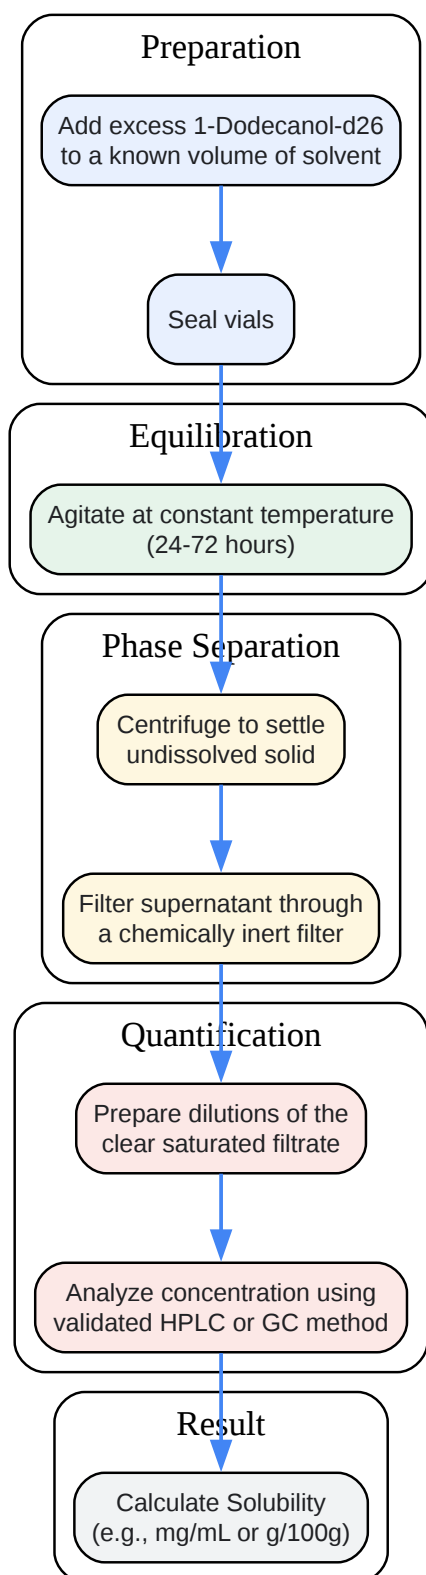 Preparation
Add excess 1-Dodecanol-d26
to a known volume of solvent
Seal vials
Equilibration
Agitate at constant temperature
(24-72 hours)
Phase Separation
Centrifuge to settle
undissolved solid
Filter supernatant through
a chemically inert filter
Quantification
Prepare dilutions of the
clear saturated filtrate
Analyze concentration using
validated HPLC or GC method
Result
Calculate Solubility
(e.g., mg/mL or g/100g)